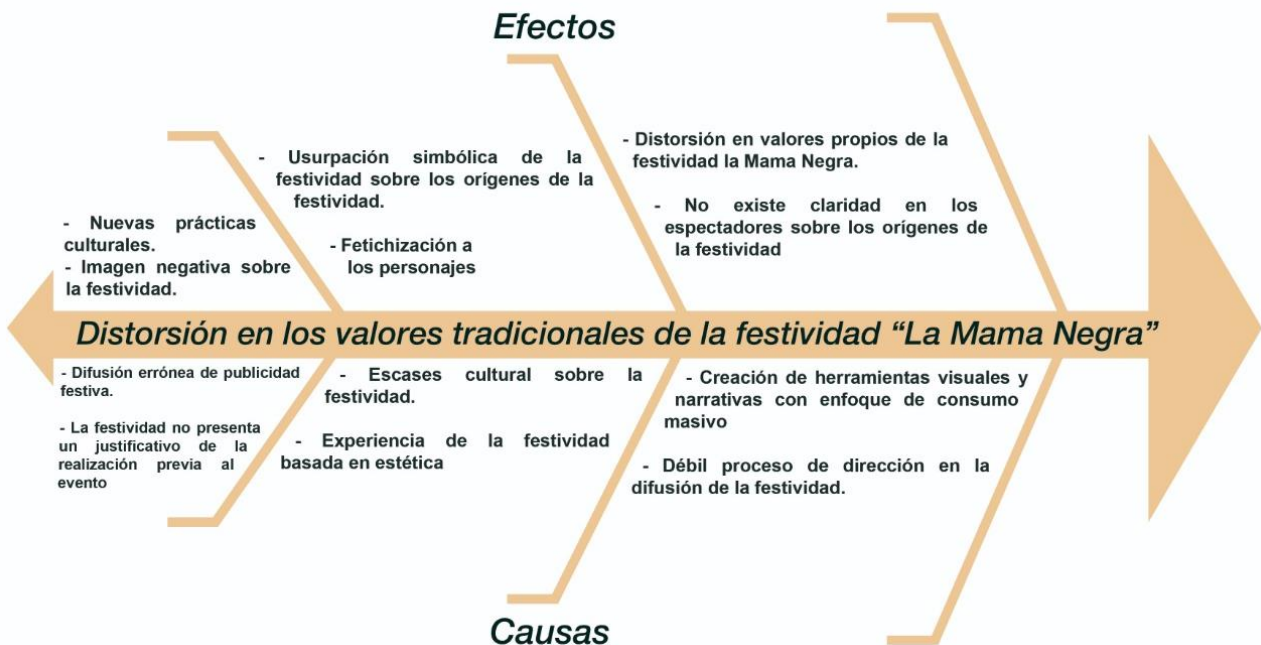 Efectos
- Nuevas prácticas
culturales.
- Imagen negativa sobre
la festividad.
- Usurpación simbólica de la
festividad sobre los orígenes de la
festividad.
- Fetichización a
los personajes
- Distorsión en valores propios de la
festividad la Mama Negra.
- No existe claridad en los
espectadores sobre los orígenes de
la festividad
Distorsión en los valores tradicionales de la festividad “La Mama Negra”
- Difusión errónea de publicidad
festiva.
- La festividad no presenta
un justificativo de la
realización previa al
evento
- Escases cultural sobre la
festividad.
- Experiencia de la festividad
basada en estética
- Creación de herramientas visuales y
narrativas con enfoque de consumo
masivo
- Débil proceso de dirección en la
difusión de la festividad.
Causas